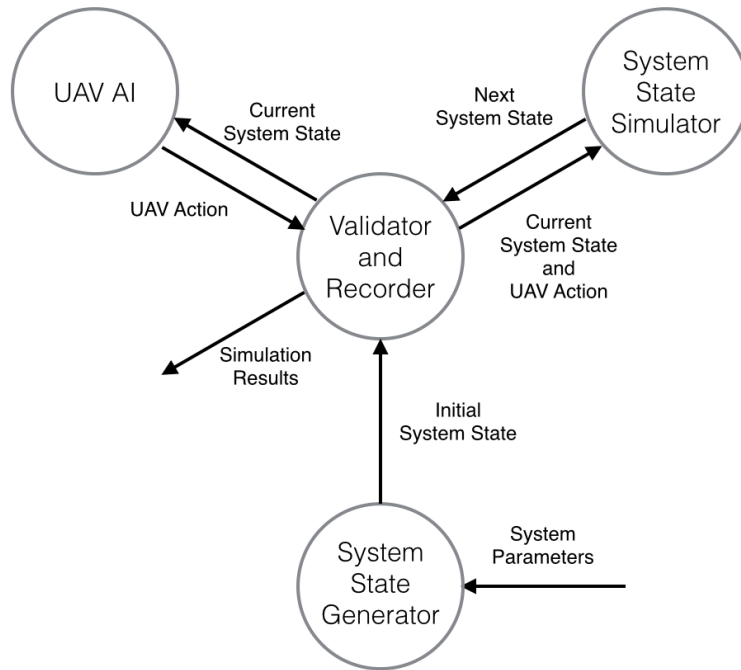 UAV AI
Current
System State
UAV Action
Next
System State
System
State
Simulator
Validator
and
Recorder
Current
System State
and
UAV Action
Simulation
Results
Initial
System State
System
State
Generator
System
Parameters